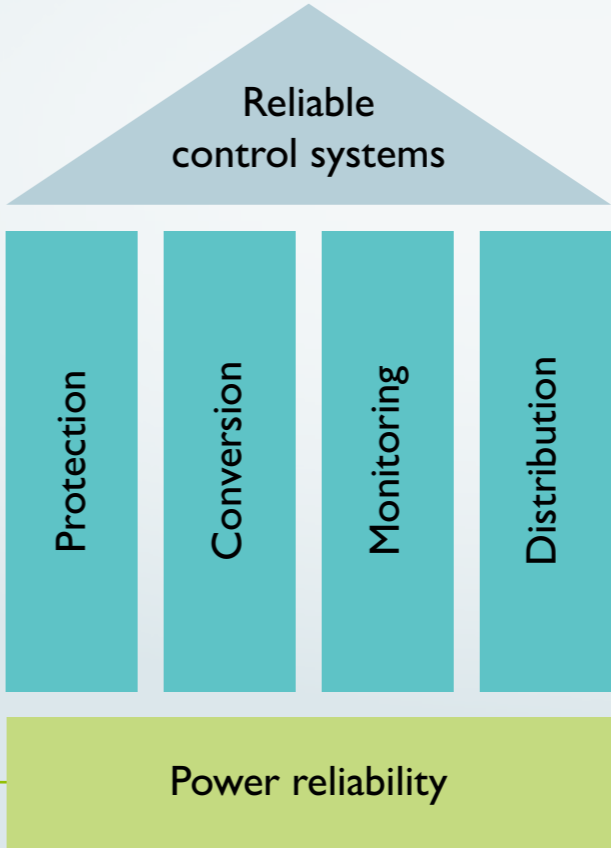 Reliable
control systems
Protection
Conversion
Monitoring
Distribution
Power reliability